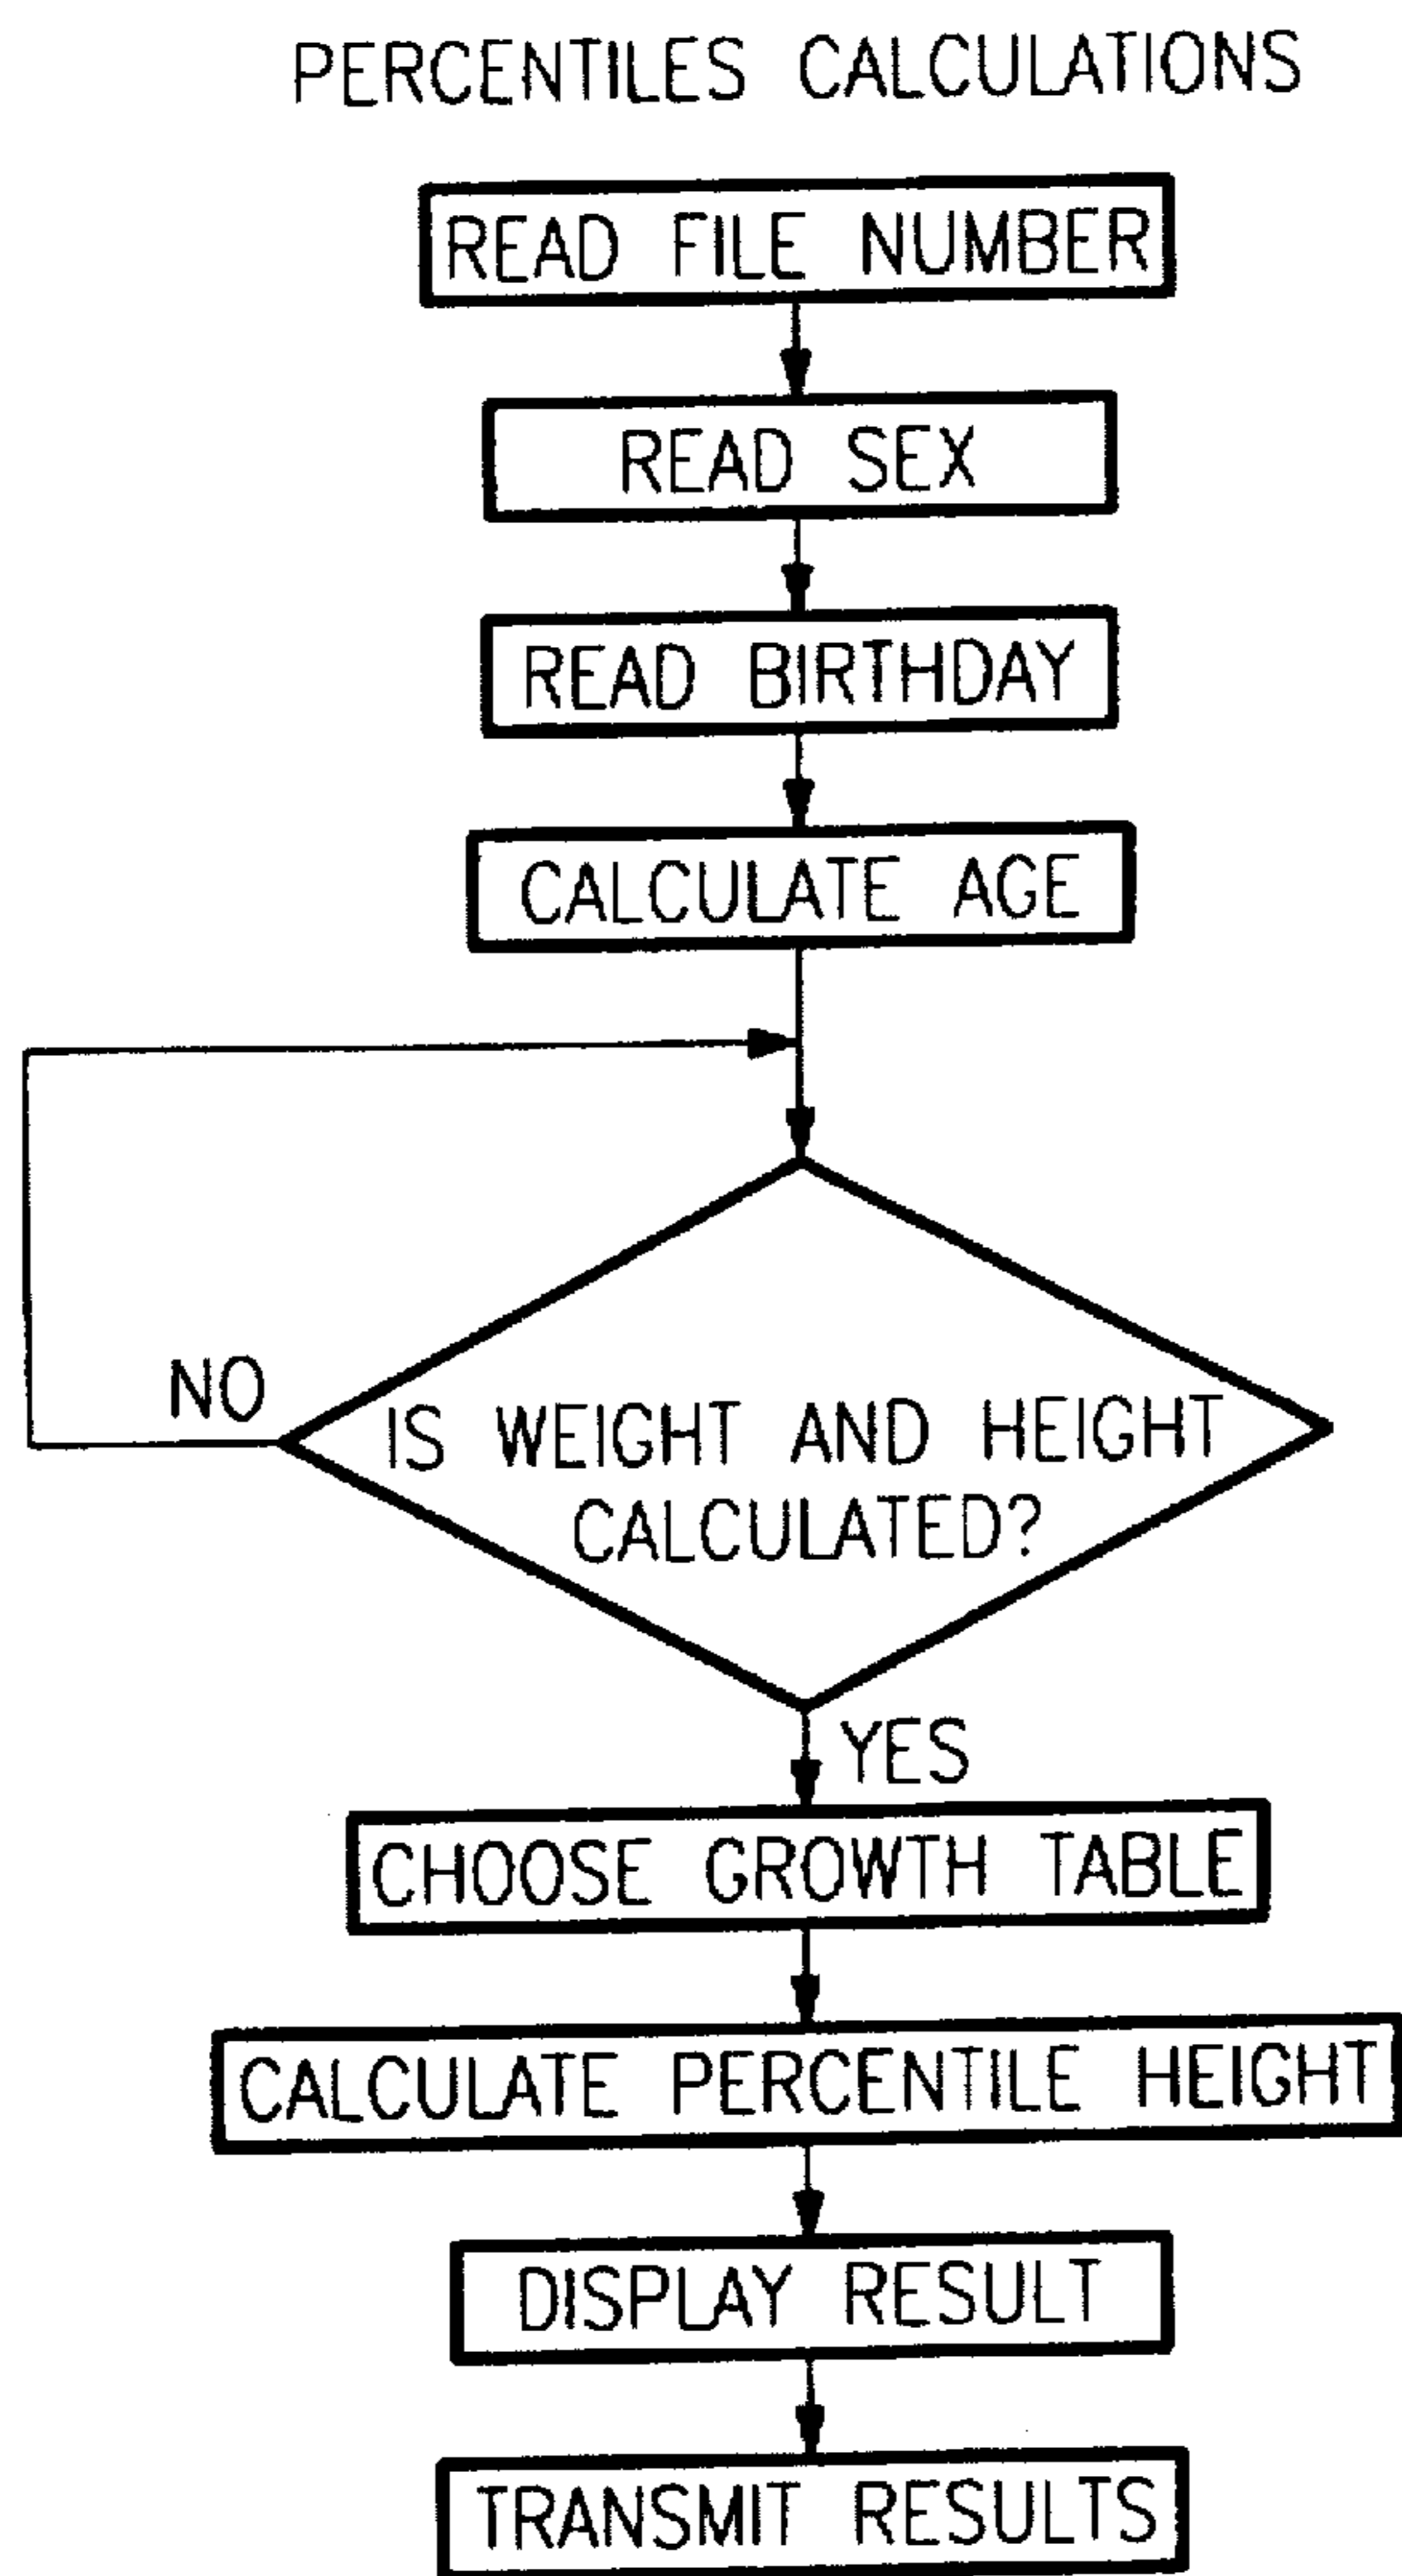 PERCENTILES CALCULATIONS
READ FILE NUMBER
READ SEX
READ BIRTHDAY
CALCULATE AGE
NO
IS WEIGHT AND HEIGHT
CALCULATED?
YES
CHOOSE GROWTH TABLE
CALCULATE PERCENTILE HEIGHT
DISPLAY RESULT
TRANSMIT RESULTS